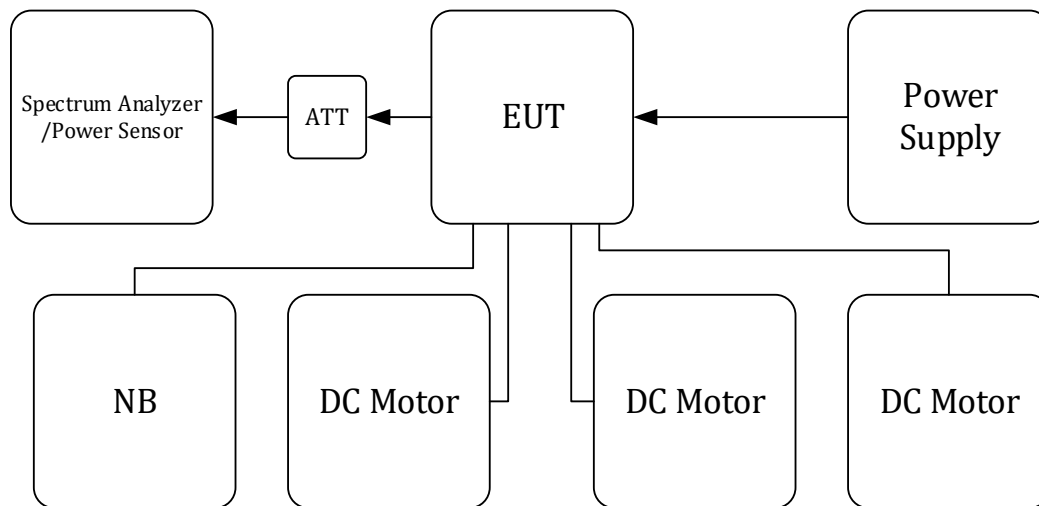 Spectrum Analyzer
/Power Sensor
ATT
EUT
Power
Supply
NB
DC Motor
DC Motor
DC Motor